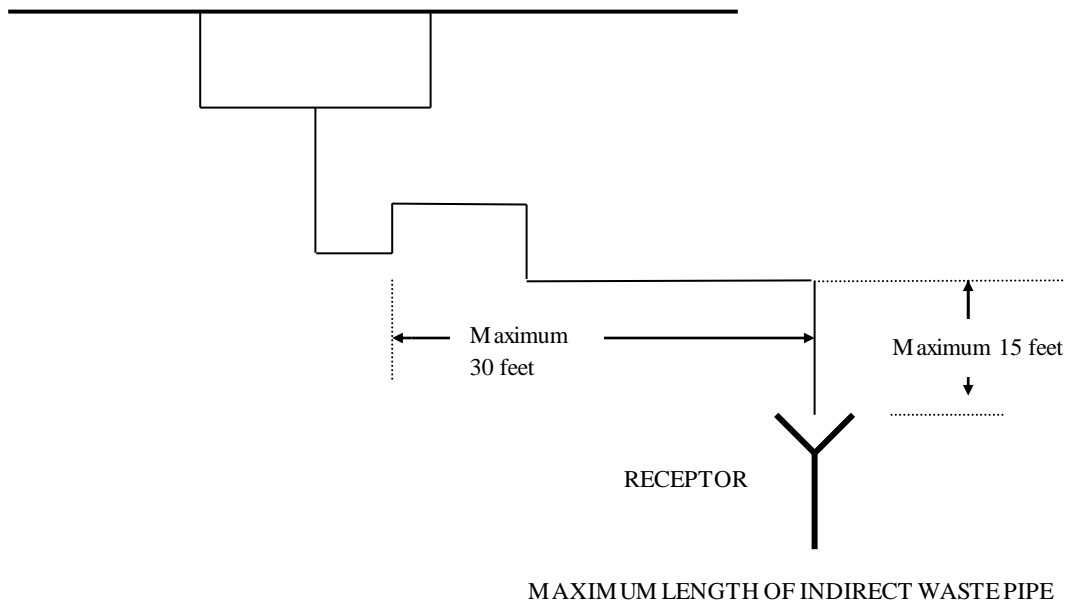 Maximum
30 feet
Maximum 15 feet
RECEPTOR
MAXIMUM LENGTH OF INDIRECT WASTE PIPE